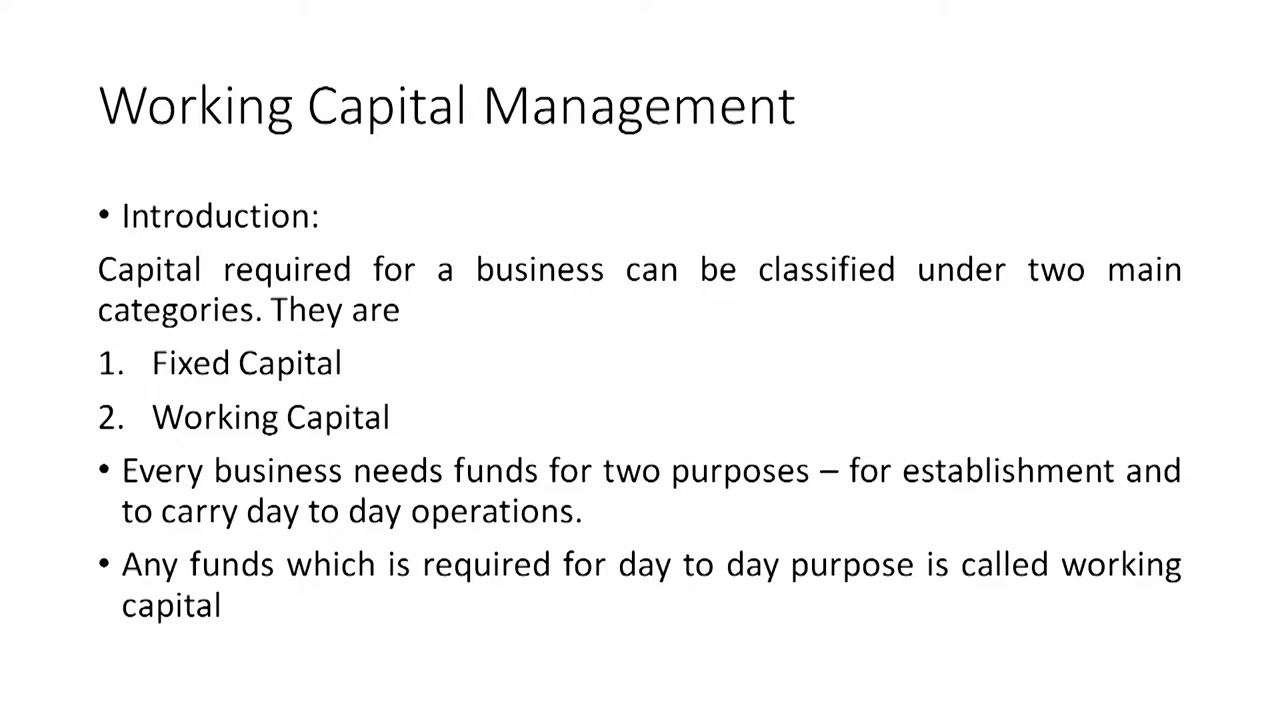 Working Capital Management
• Introduction:
Capital required for a business can be classified under two main
categories. They are
1. Fixed Capital
2. Working Capital
• Every business needs funds for two purposes – for establishment and
to carry day to day operations.
• Any funds which is required for day to day purpose is called working
capital